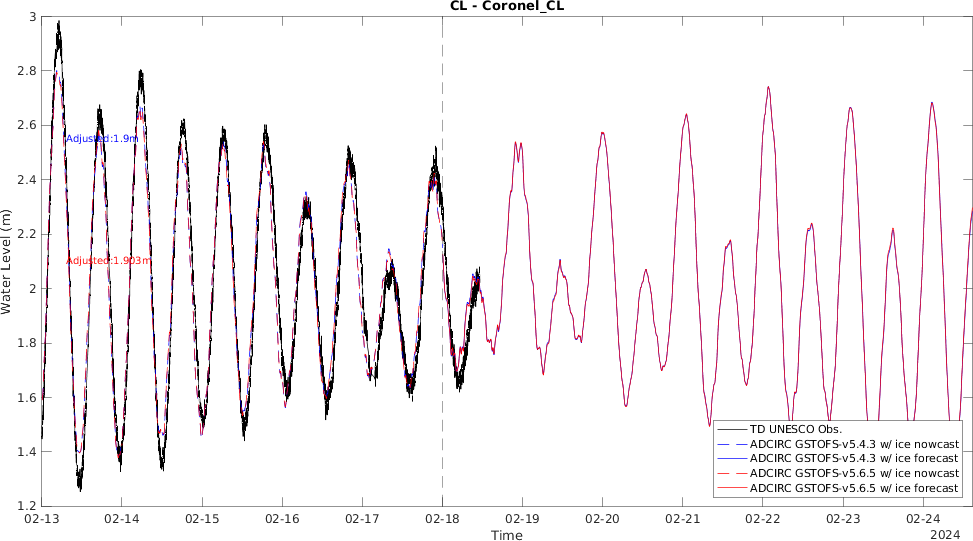 CL - Coronel_CL
3
2.8
2.6
2.4
2.2
2
1.8
1.6
1.4
1.2
Water Level (m)
Adjusted:1.9m
Adjusted:1.903m
TD UNESCO Obs.
ADCIRC GSTOFS-v5.4.3 w/ ice nowcast
ADCIRC GSTOFS-v5.4.3 w/ ice forecast
ADCIRC GSTOFS-v5.6.5 w/ ice nowcast
ADCIRC GSTOFS-v5.6.5 w/ ice forecast
02-13 02-14 02-15 02-16 02-17 02-18 02-19 02-20 02-21 02-22 02-23 02-24
Time
2024